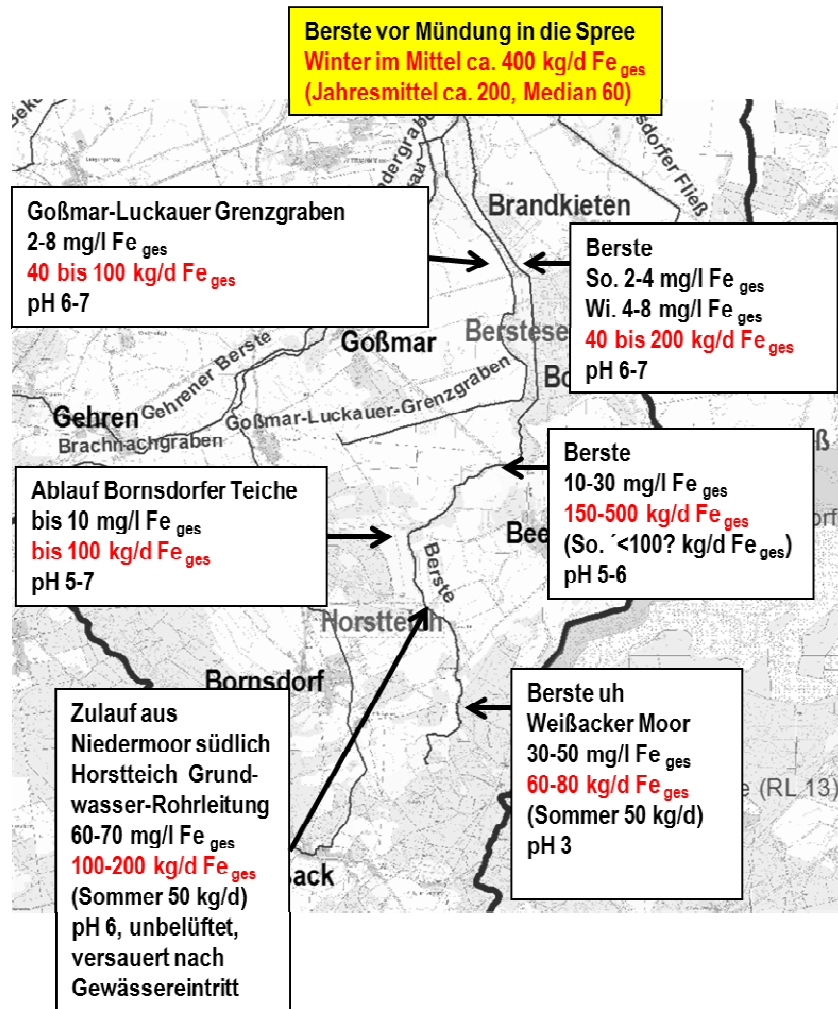 Berste vor Mündung in die Spree
Winter im Mittel ca. 400 kg/d Fe ges
(Jahresmittel ca. 200, Median 60)
Goßmar-Luckauer Grenzgraben
2-8 mg/l Fe ges
40 bis 100 kg/d Fe ges
pH 6-7
Brandkieten
Berste
So. 2-4 mg/l Fe ges
Wi. 4-8 mg/l Fe ges
40 bis 200 kg/d Fe ges
pH 6-7
sdorfer Fließ
Berstese
Goßmar
Gehrener Berste
Goßmar-Luckauer-Grenzgraben
Gehren
Brachnachgraben
Ablauf Bornsdorfer Teiche
bis 10 mg/l Fe ges
bis 100 kg/d Fe ges
pH 5-7
Berste
10-30 mg/l Fe ges
150-500 kg/d Fe ges
(So. ´<100? kg/d Fe ges)
pH 5-6
Bee
orf
Berste
Horstteich
Bornsdorf
Zulauf aus
Niedermoor südlich
Horstteich Grund-
wasser-Rohrleitung
60-70 mg/l Fe ges
100-200 kg/d Fe ges
(Sommer 50 kg/d)
pH 6, unbelüftet,
versauert nach
Gewässereintritt
Berste uh
Weißacker Moor
30-50 mg/l Fe ges
60-80 kg/d Fe ges
(Sommer 50 kg/d)
pH 3
e (RL 13)
sack